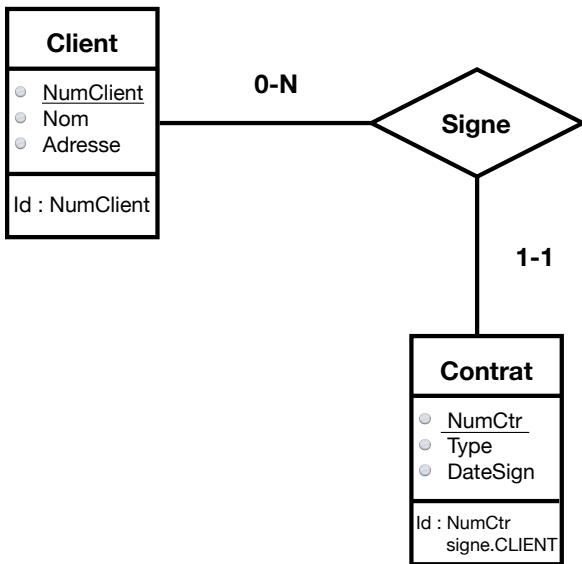 Client
NumClient
Nom
Adresse
Id : NumClient
0-N
Signe
1-1
Contrat
NumCtr
Type
DateSign
Id : NumCtr
signe.CLIENT